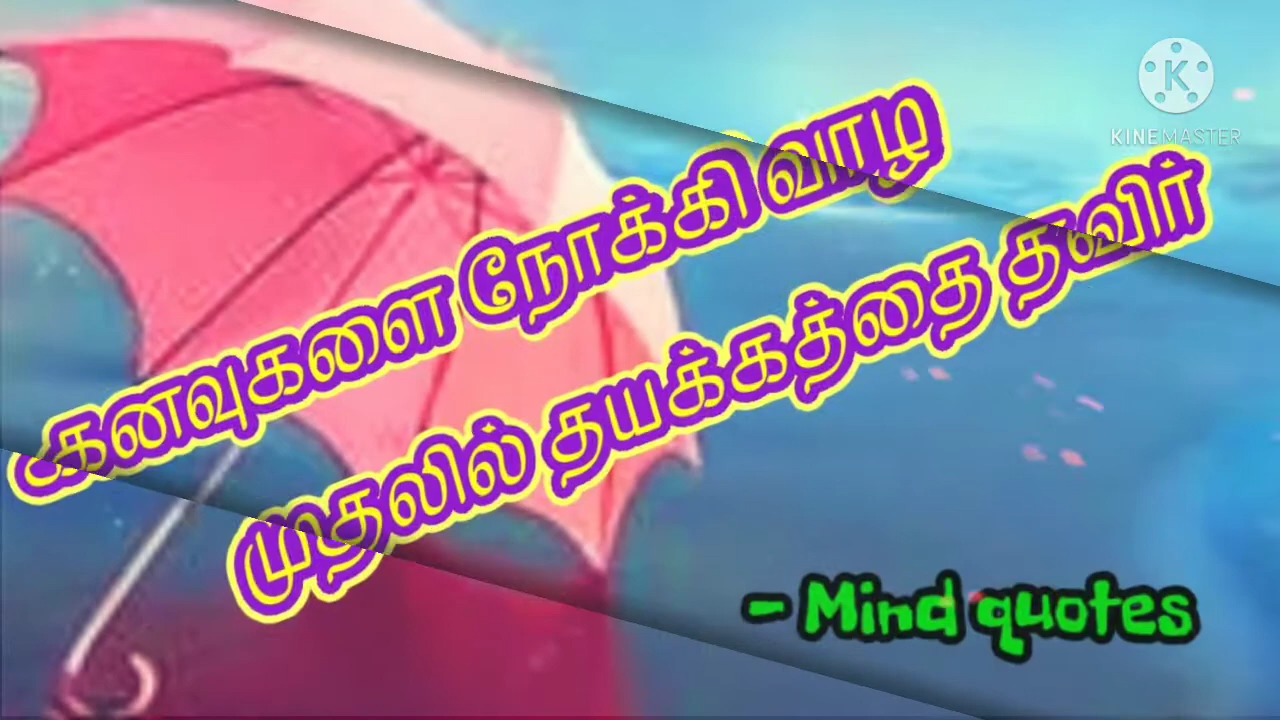 KINEMASTER
கனவுகளை நோக்கி வாழ
முதலில் தயக்கத்தை தவிர்
- Mind quotes